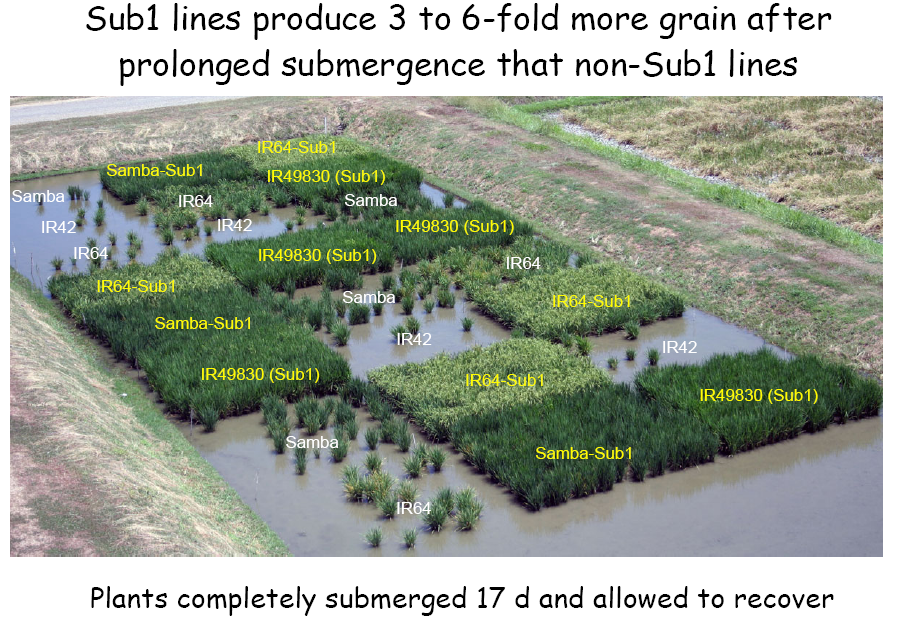 Sub1 lines produce 3 to 6-fold more grain after
prolonged submergence that non-Sub1 lines
IR64-Sub1
Samba-Sub1
IR49830 (Sub1)
Samba
IR64
Samba
IR42
IR42
IR49830 (Sub1)
IR64
IR49830 (Sub1)
IR64
IR64-Sub1
Samba
IR64-Sub1
Samba-Sub1
IR42
IR42
IR49830 (Sub1)
IR64-Sub1
IR49830 (Sub1)
Samba
Samba-Sub1
IR64
Plants completely submerged 17 d and allowed to recover